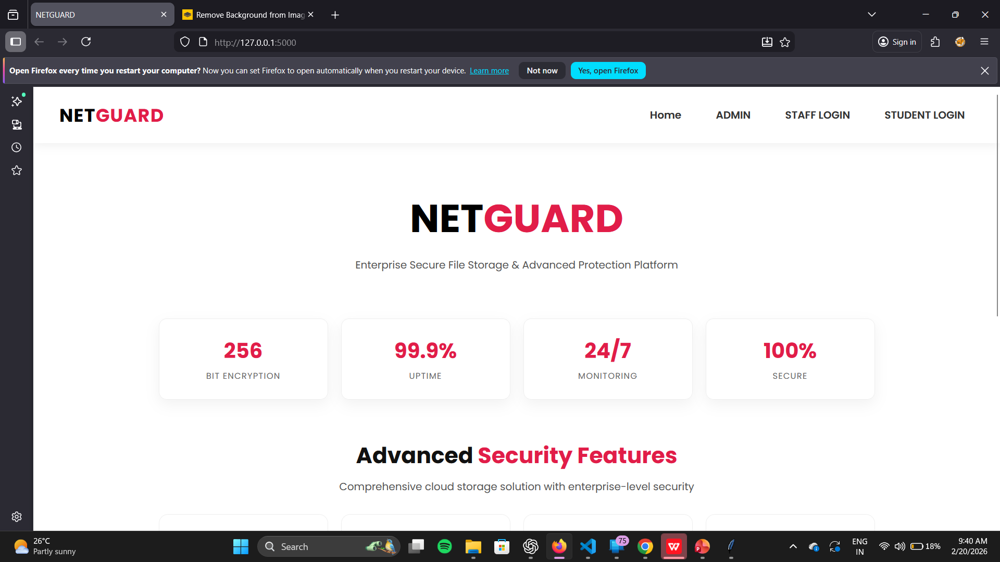 NETGUARD
Remove Background from Imag
http://127.0.0.1:5000
Sign in
Open Firefox every time you restart your computer? Now you can set Firefox to open automatically when you restart your device. Learn more
Not now
Yes, open Firefox
NETGUARD
Home
ADMIN
STAFF LOGIN
STUDENT LOGIN
NETGUARD
Enterprise Secure File Storage & Advanced Protection Platform
256
BIT ENCRYPTION
99.9%
UPTIME
24/7
MONITORING
100%
SECURE
Advanced Security Features
Comprehensive cloud storage solution with enterprise-level security
26°C
Partly sunny
Search
75
ENG
IN
18%
9:40 AM
2/20/2026